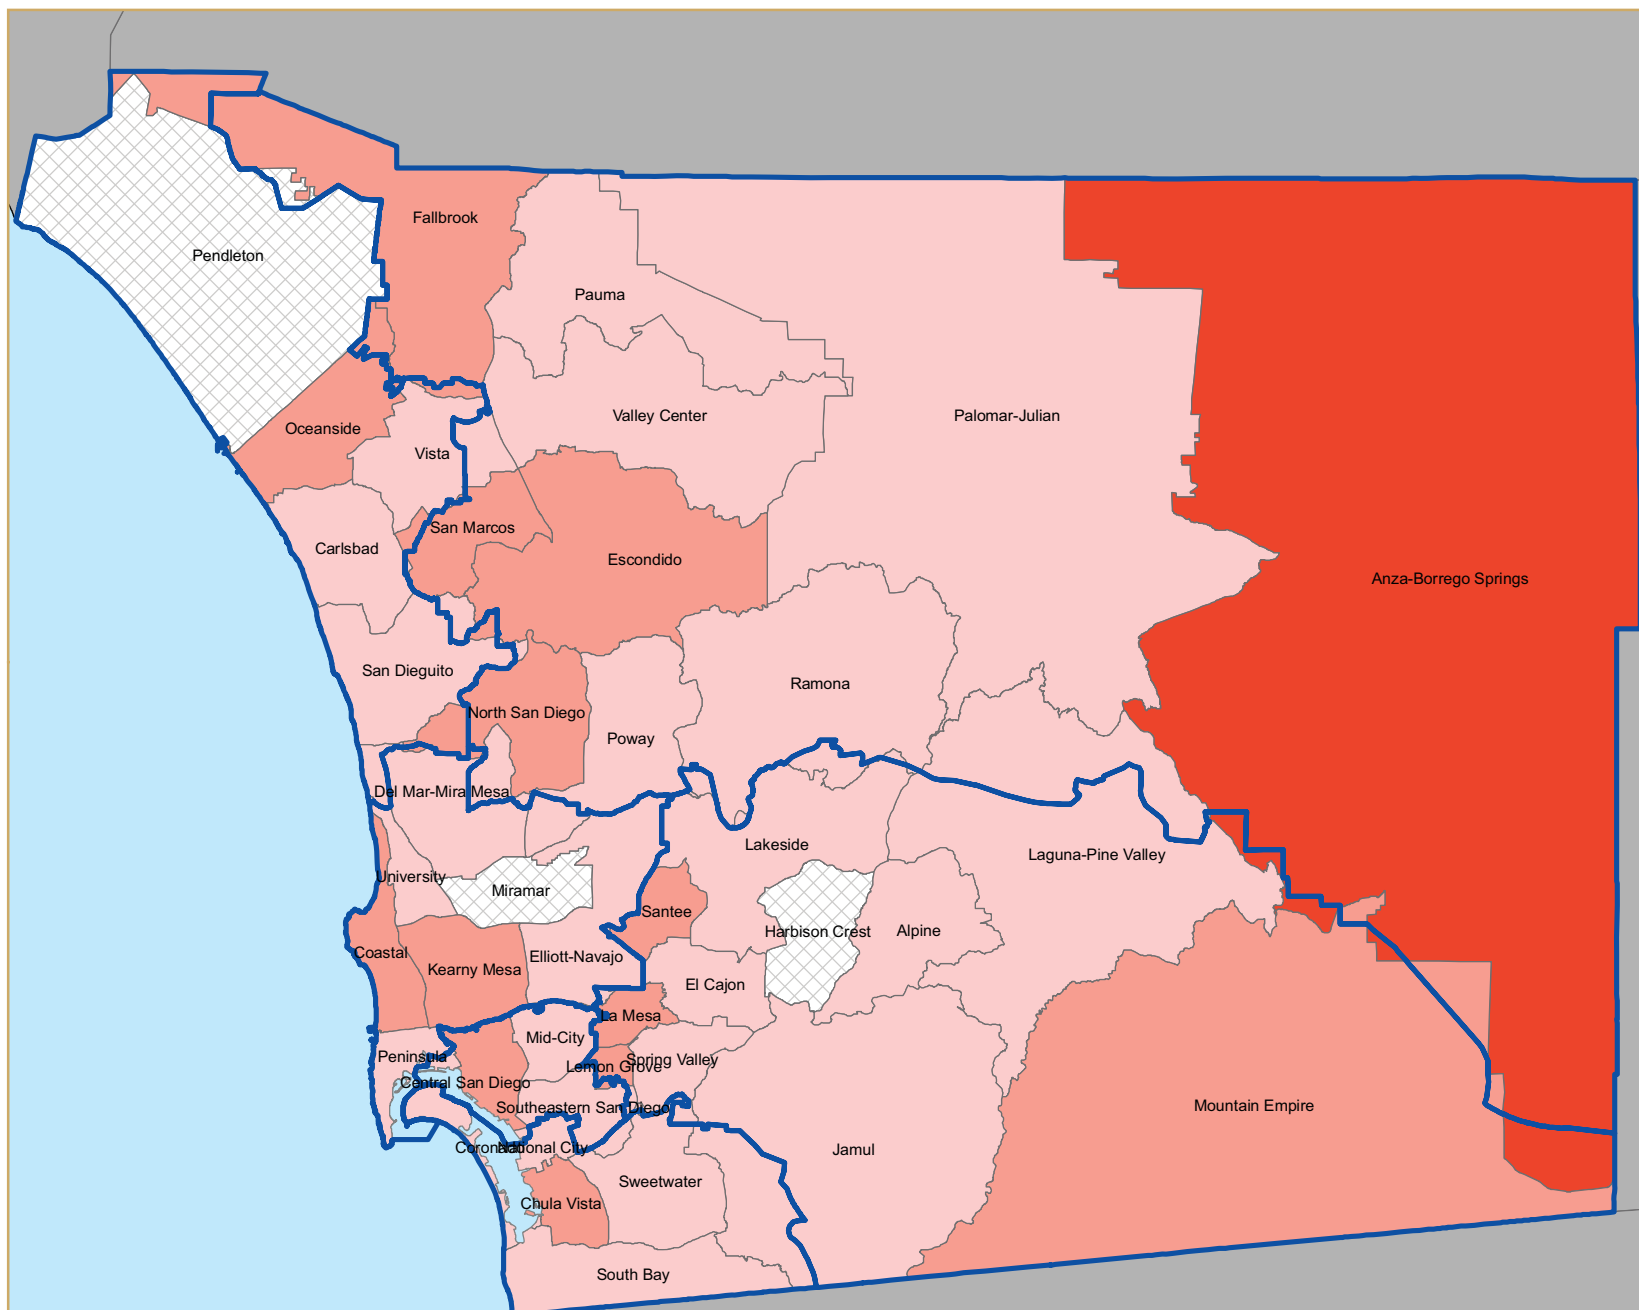 Fallbrook
Pendleton
Pauma
Valley Center
Palomar-Julian
Oceanside
Vista
San Marcos
Carlsbad
Escondido
Anza-Borrego Springs
San Dieguito
Ramona
North San Diego
Poway
Del Mar-Mira Mesa
Lakeside
Laguna-Pine Valley
University
Miramar
Santee
Harbison Crest
Alpine
Coastal
Elliott-Navajo
Kearny Mesa
El Cajon
La Mesa
Mid-City
Peninsula
Spring Valley
Lemon Grove
Central San Diego
Mountain Empire
Southeastern San Diego
Coronado
National City
Jamul
Sweetwater
Chula Vista
South Bay